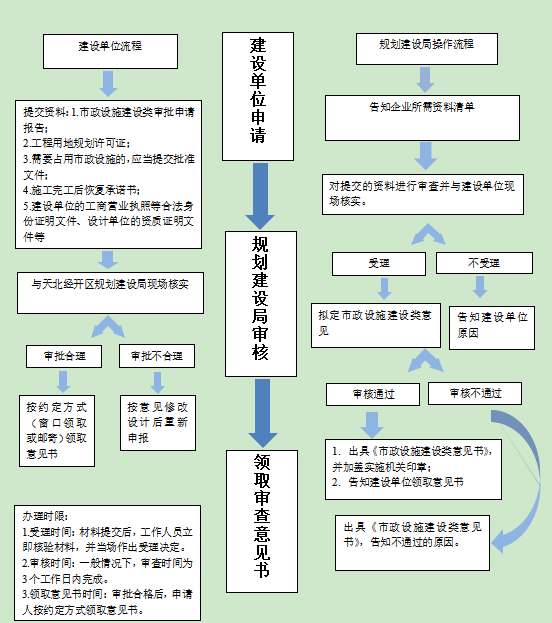 建设单位流程
提交资料：1.市政设施建设类审批申请
报告；
2.工程用地规划许可证；
3.需要占用市政设施的，应当提交批准
文件；
4.施工完工后恢复承诺书；
5.建设单位的工商营业执照等合法身
份证明文件、设计单位的资质证明文
件等
与天北经开区规划建设局现场核实
审批合理
审批不合理
按约定方式
（窗口领取
或邮寄）领取
意见书
按意见修改
设计后重新
申报
办理时限：
1.受理时间：材料提交后，工作人员立
即核验材料，并当场作出受理决定。
2.审核时间：一般情况下，审查时间为
3个工作日内完成。
3.领取意见书时间：审批合格后，申请
人按约定方式领取意见书。
建设单位申请
规划建设局审核
领取审查意见书
规划建设局操作流程
告知企业所需资料清单
对提交的资料进行审查并与建设单位现
场核实。
受理
不受理
拟定市政设施建设类意
见
告知建设单位
原因
审核通过
审核不通过
1. 出具《市政设施建设类意见书》，
并加盖实施机关印章；
2. 告知建设单位领取意见书
出具《市政设施建设类意见
书》，告知不通过的原因。